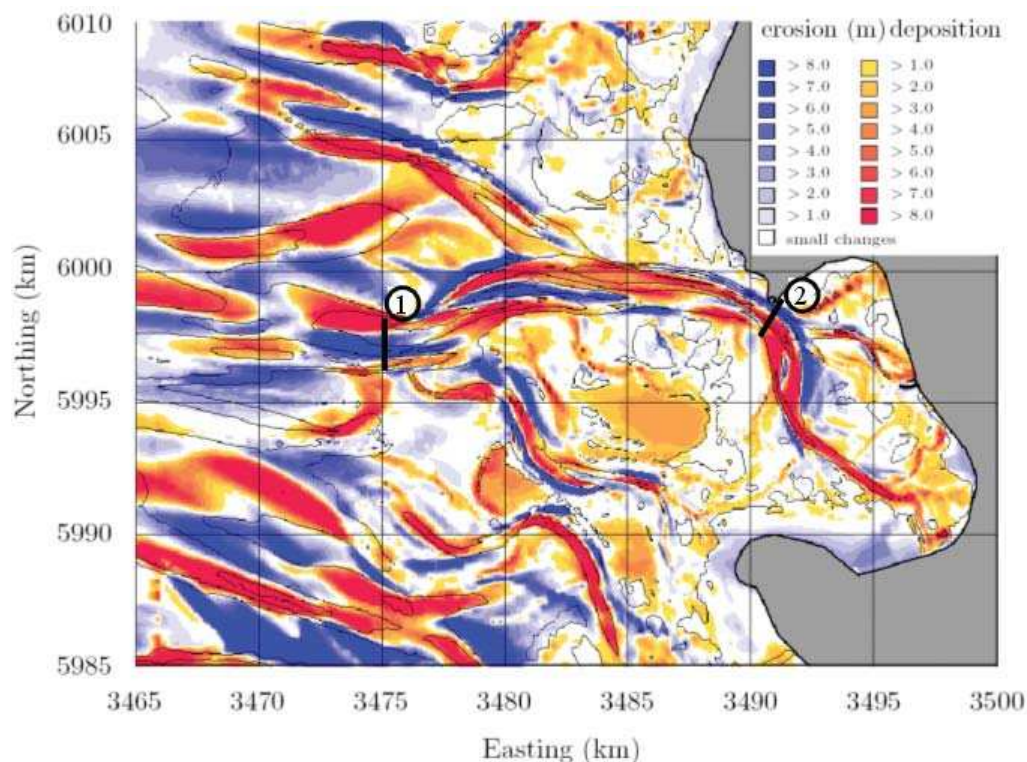 6010
6005
6000
5995
5990
5985
Northing (km)
3465 3470 3475 3480 3485 3490 3495 3500
Easting (km)
erosion (m) deposition
> 8.0 > 1.0
> 7.0 > 2.0
> 6.0 > 3.0
> 5.0 > 4.0
> 4.0 > 5.0
> 3.0 > 6.0
> 2.0 > 7.0
> 1.0 > 8.0
small changes
1
2